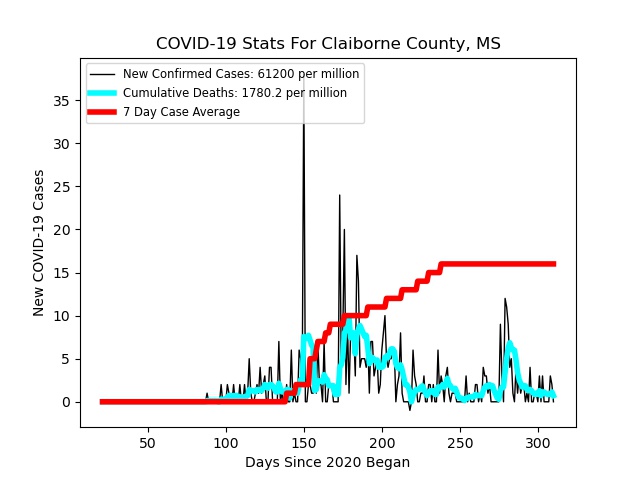 COVID-19 Stats For Claiborne County, MS
New Confirmed Cases: 61200 per million
Cumulative Deaths: 1780.2 per million
7 Day Case Average
35
30
25
20
15
10
5
0
New COVID-19 Cases
50 100 150 200 250 300
Days Since 2020 Began